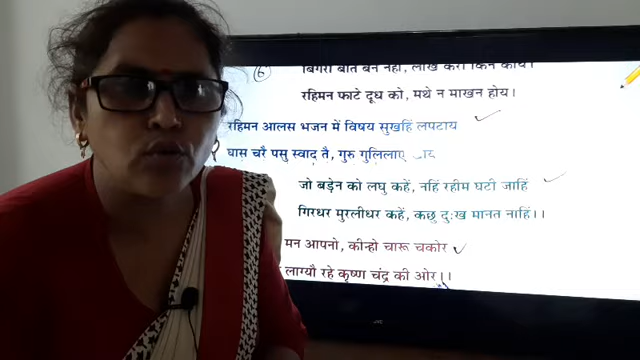 (6) बिगरी बात बने नहीं, लाख करौ किन कोय।
रहिमन फाटे दूध को, मथे न माखन होय।
रहिमन आलस भजन में विषय सुखहिं लपटाय
घास चरै पसु स्वाद तै, गुरु गुलिलाए
जो बड़ेन को लघु कहें, नहिं रहीम घटी जाहिं
गिरधर मुरलीधर कहें, कछु दुःख मानत नाहिं।।
मन आपनो, कीन्हो चारू चकोर
लाग्यौ रहे कृष्ण चंद्र की ओर।।